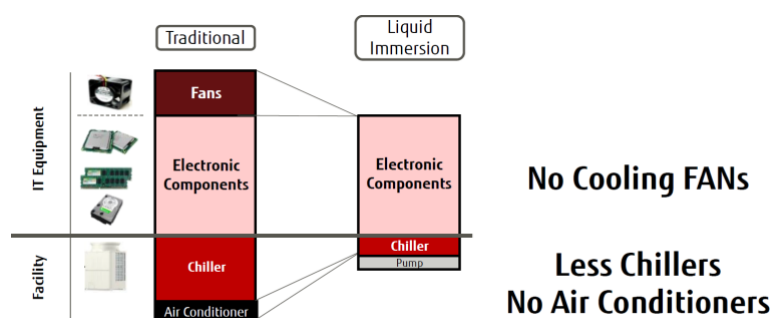 Traditional
Liquid
Immersion
IT Equipment
Fans
Electronic
Components
Electronic
Components
No Cooling FANs
Facility
Chiller
Air Conditioner
Chiller
Pump
Less Chillers
No Air Conditioners